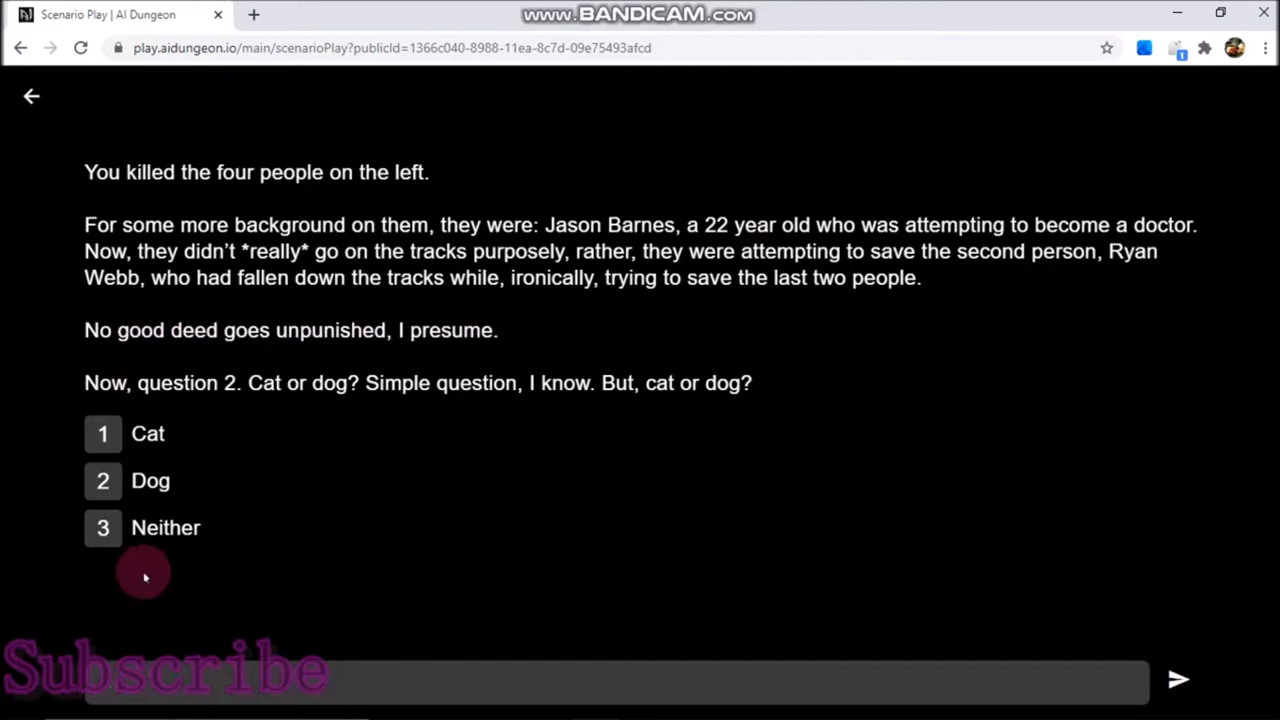 Scenario Play | AI Dungeon
www.BANDICAM.com
play.aidungeon.io/main/scenarioPlay?publicId=1366c040-8988-11ea-8c7d-09e75493afcd
1
You killed the four people on the left.
For some more background on them, they were: Jason Barnes, a 22 year old who was attempting to become a doctor.
Now, they didn’t *really* go on the tracks purposely, rather, they were attempting to save the second person, Ryan
Webb, who had fallen down the tracks while, ironically, trying to save the last two people.
No good deed goes unpunished, I presume.
Now, question 2. Cat or dog? Simple question, I know. But, cat or dog?
1 Cat
2 Dog
3 Neither
Subscribe